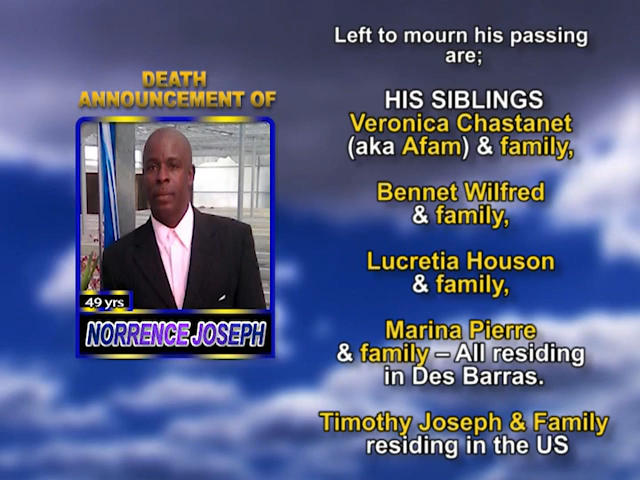 DEATH
ANNOUNCEMENT OF
49 yrs
NORRENCE JOSEPH
Left to mourn his passing
are;
HIS SIBLINGS
Veronica Chastanet
(aka Afam) & family,
Bennet Wilfred
& family,
Lucretia Houson
& family,
Marina Pierre
& family – All residing
in Des Barras.
Timothy Joseph & Family
residing in the US